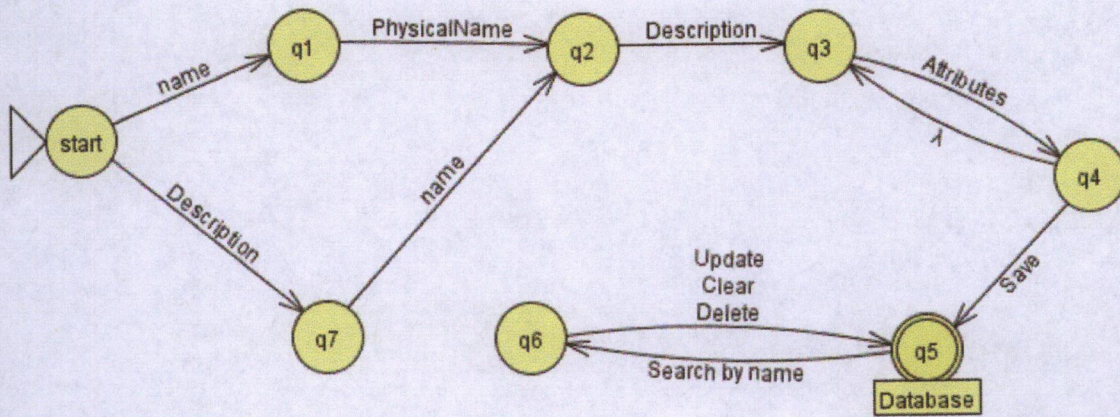 q1
PhysicalName
q2
Description
q3
name
Attributes
start
λ
name
q4
Description
Update
Clear
Delete
Save
q7
q6
q5
Search by name
Database